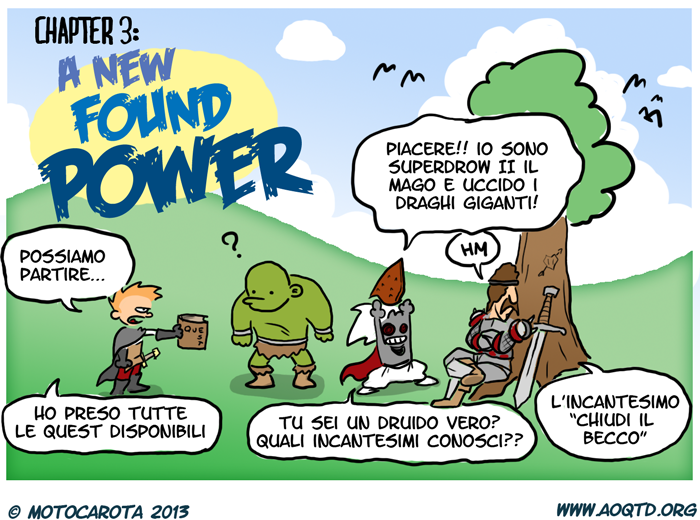 CHAPTER 3:
A NEW
FOUND
POWER
POSSIAMO
PARTIRE...
HO PRESO TUTTE
LE QUEST DISPONIBILI
QUEST
?
PIACERE!! IO SONO
SUPERDROW II IL
MAGO E UCCIDO I
DRAGHI GIGANTI!
HM
TU SEI UN DRUIDO VERO?
QUALI INCANTESIMI CONOSCI??
L'INCANTESIMO
"CHIUDI IL
BECCO"
© MOTOCAROTA 2013
WWW.AOQTD.ORG